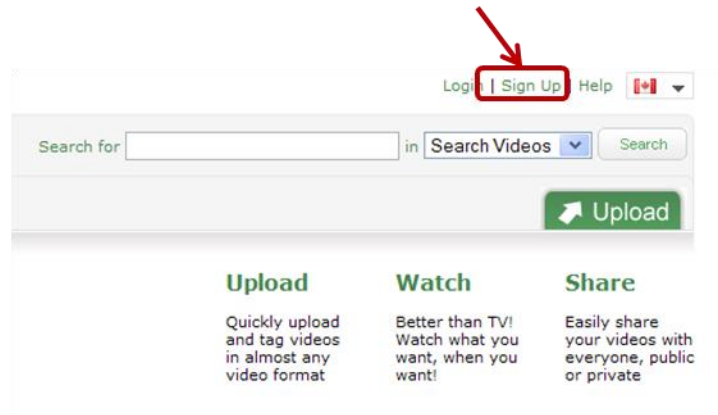 Login | Sign Up | Help
Search for in Search Videos Search
Upload
Upload Watch Share
Quickly upload Better than TV! Easily share
and tag videos Watch what you your videos with
in almost any want, when you everyone, public
video format want! or private